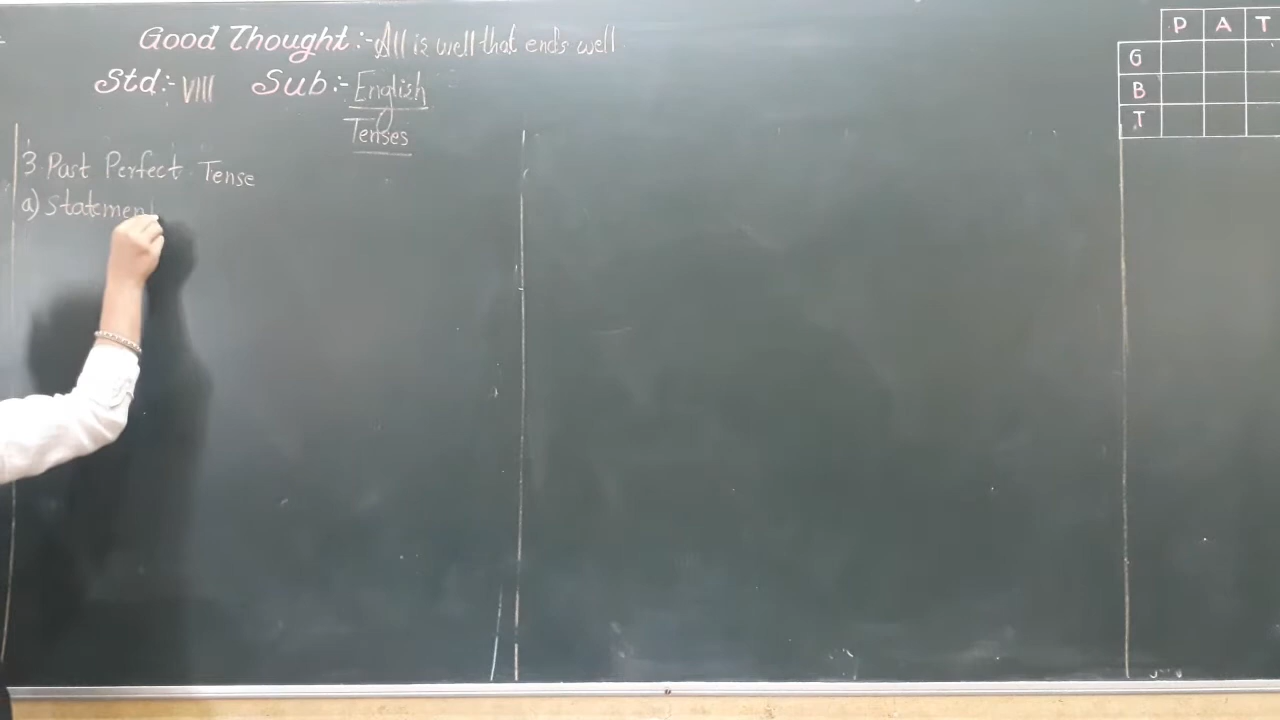 Good Thought :- All is well that ends well
Std:- VIII Sub:- English
Tenses
3 Past Perfect Tense
a) Statement
P A T
G
B
T